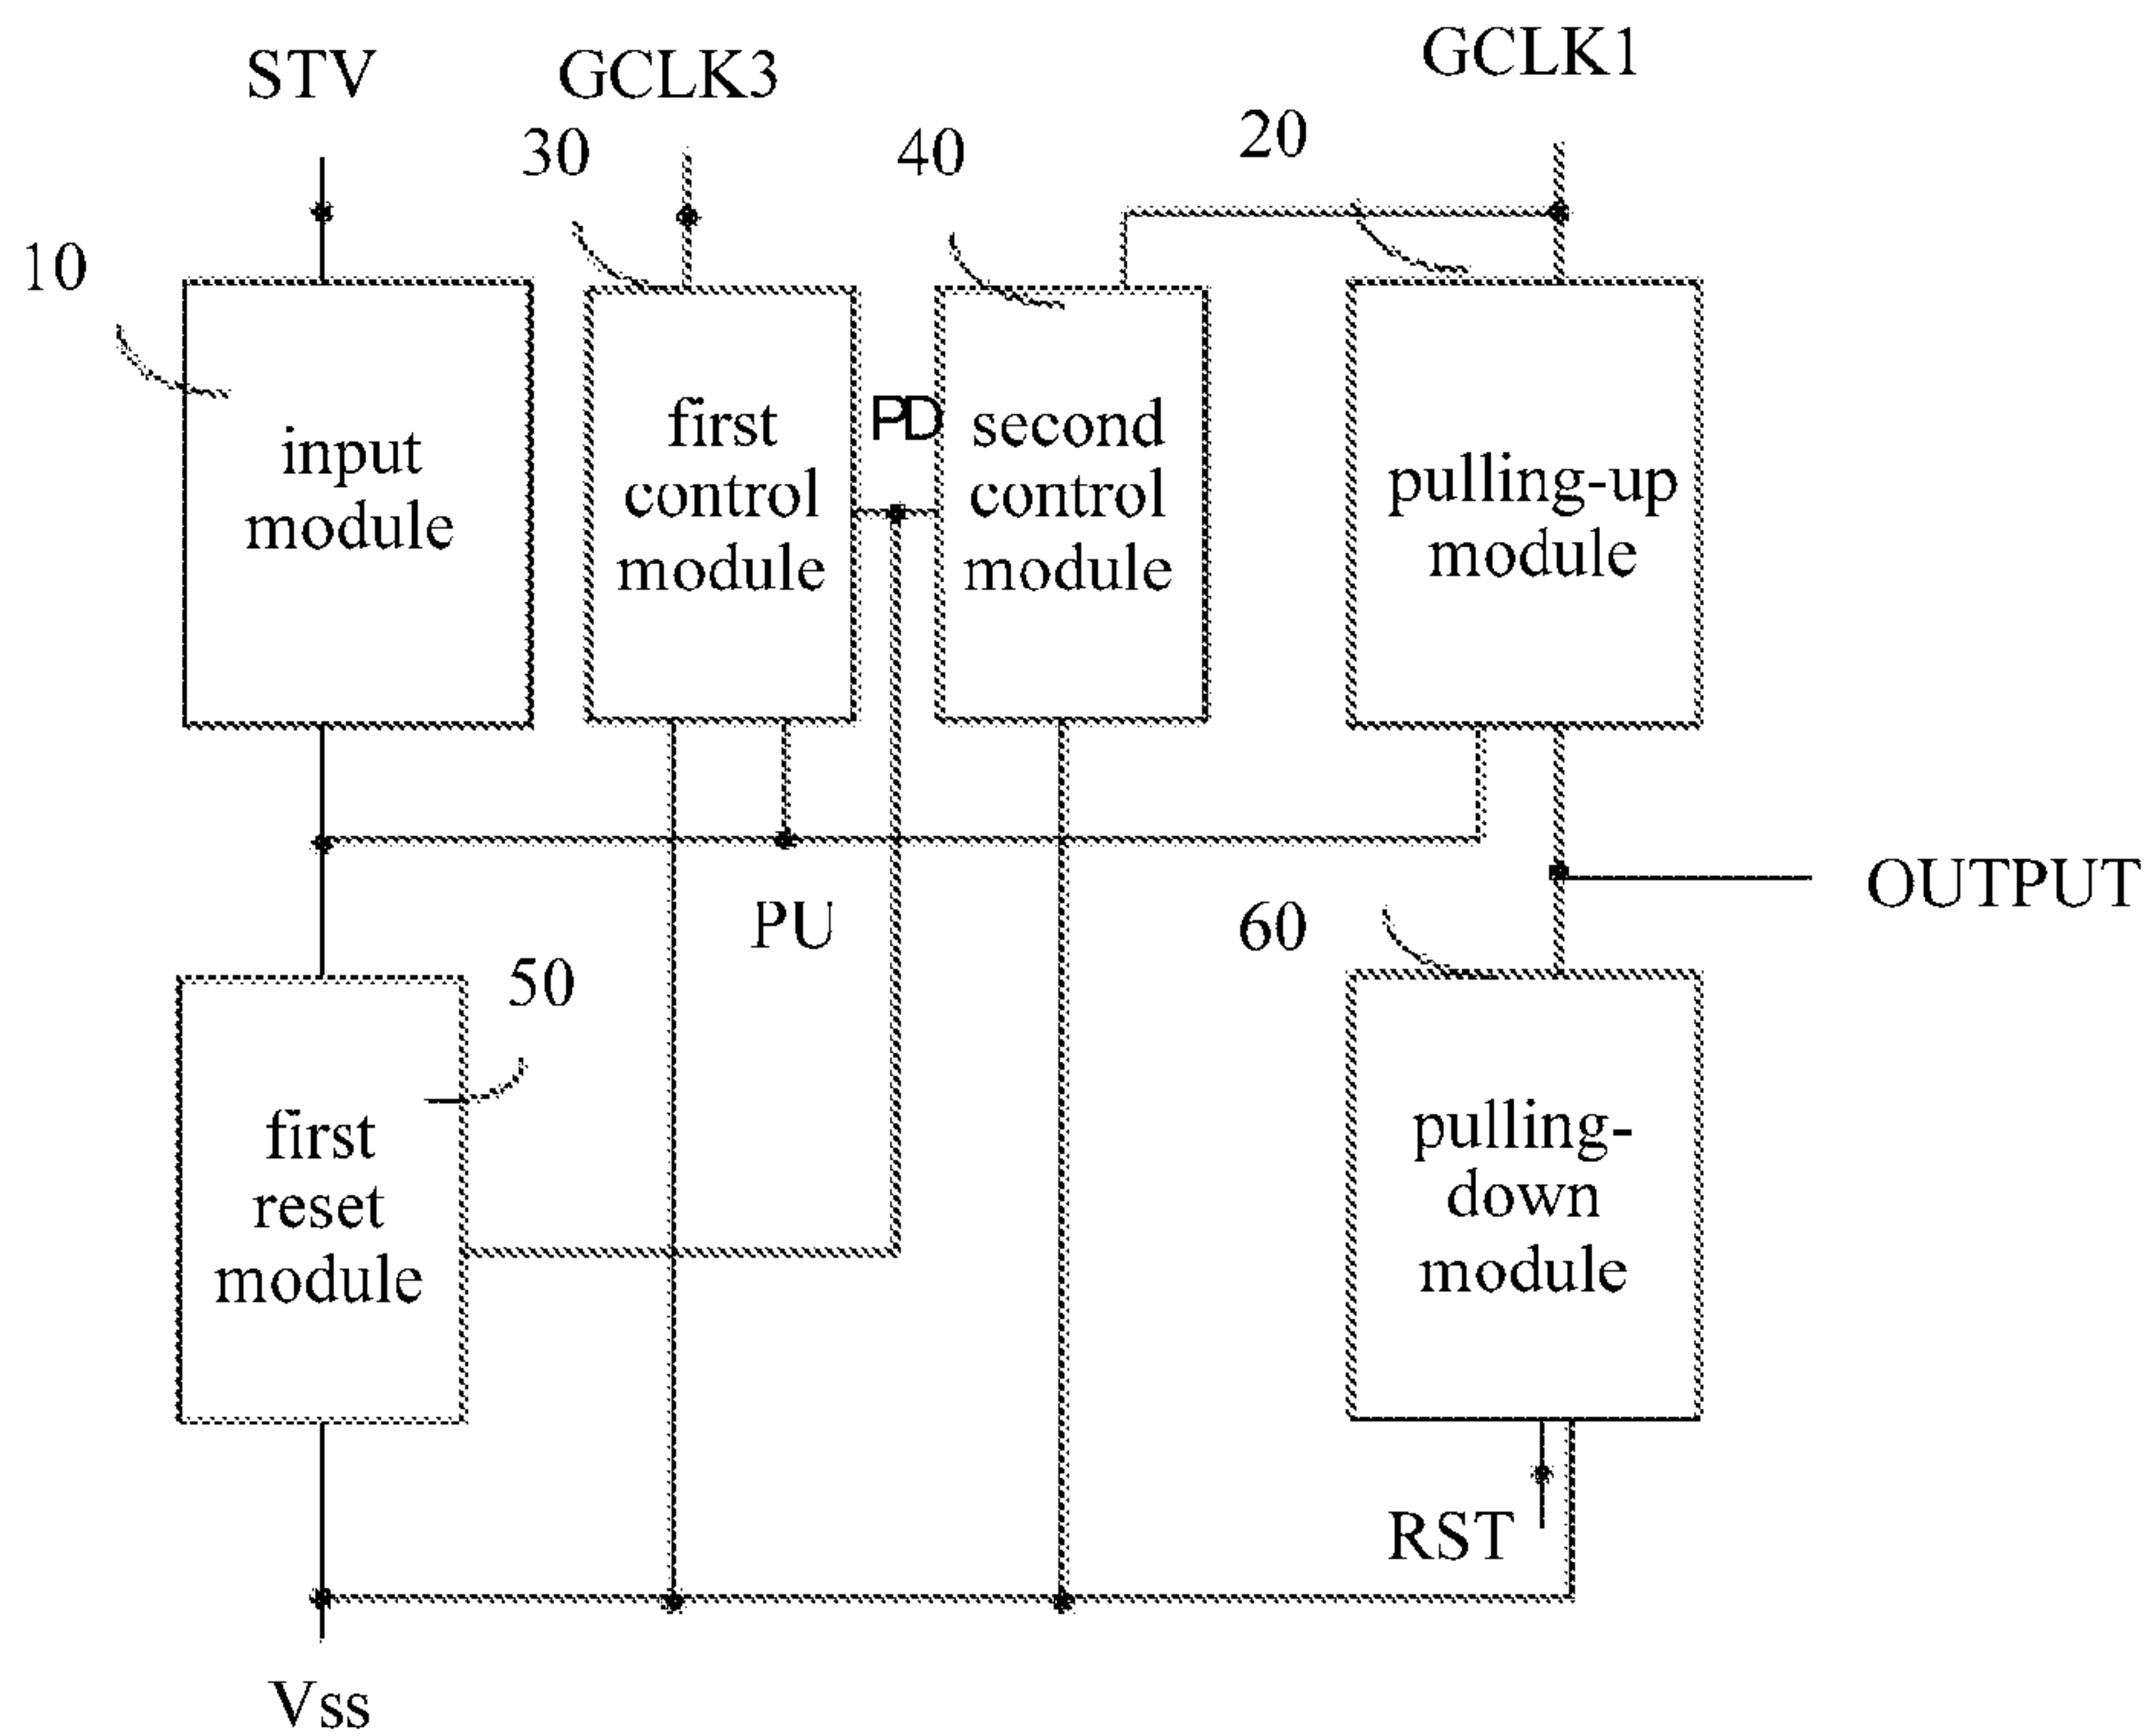 STV
GCLK3
GCLK1
30
40
20
10
input
module
first
control
module
PD
second
control
module
pulling-up
module
PU
OUTPUT
50
60
first
reset
module
pulling-
down
module
RST
Vss